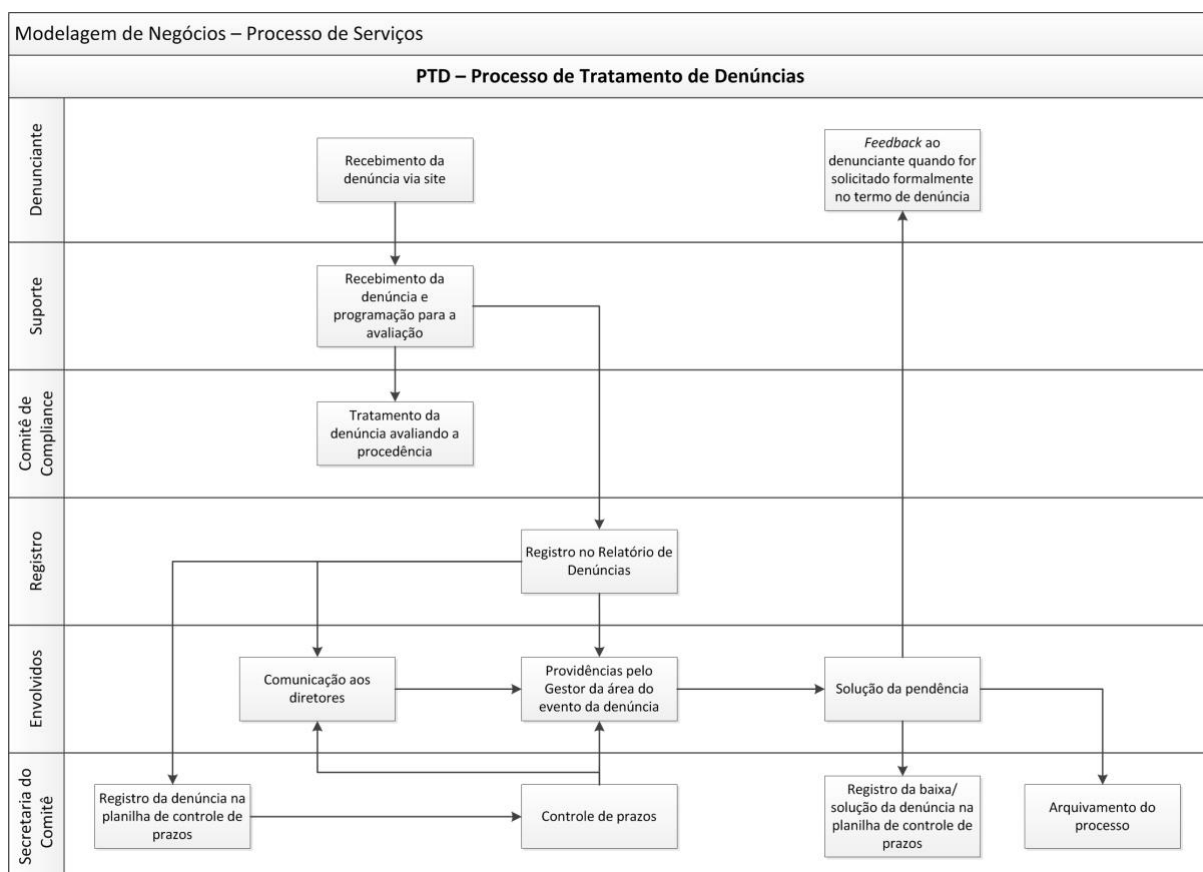 Modelagem de Negócios – Processo de Serviços
PTD – Processo de Tratamento de Denúncias
Denunciante
Recebimento da
denúncia via site
Feedback ao
denunciante quando for
solicitado formalmente
no termo de denúncia
Suporte
Recebimento da
denúncia e
programação para a
avaliação
Comitê de
Compliance
Tratamento da
denúncia avaliando a
procedência
Registro
Registro no Relatório de
Denúncias
Envolvidos
Comunicação aos
diretores
Providências pelo
Gestor da área do
evento da denúncia
Solução da pendência
Secretaria do
Comitê
Registro da denúncia na
planilha de controle de
prazos
Controle de prazos
Registro da baixa/
solução da denúncia na
planilha de controle de
prazos
Arquivamento do
processo